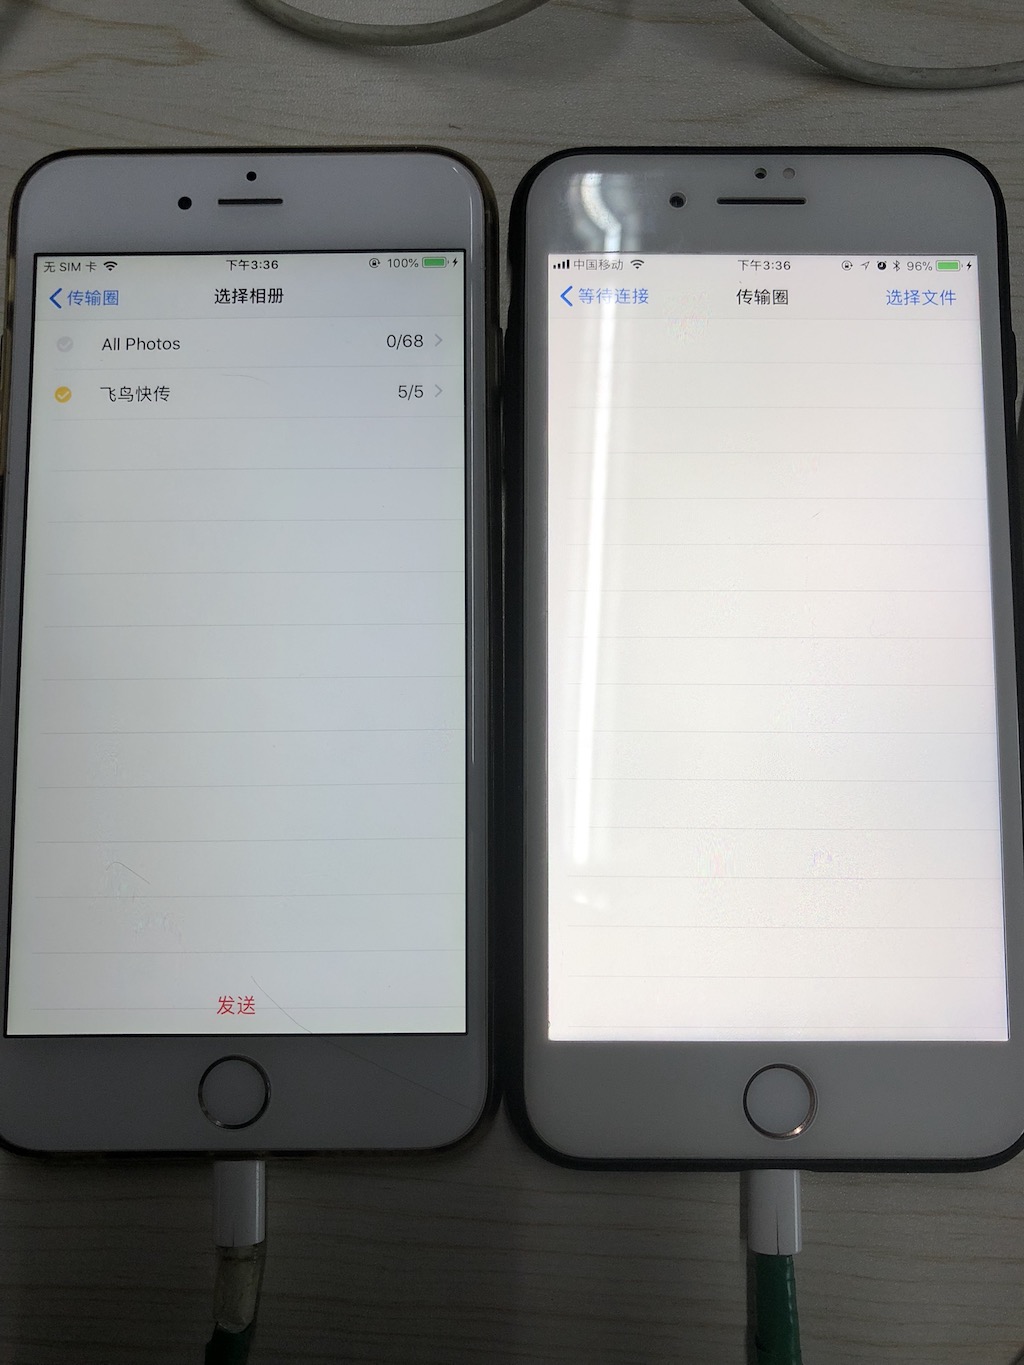 无 SIM 卡 下午3:36 100%
传输圈 选择相册
All Photos 0/68
飞鸟快传 5/5
发送
中国移动 下午3:36 96%
等待连接 传输圈 选择文件